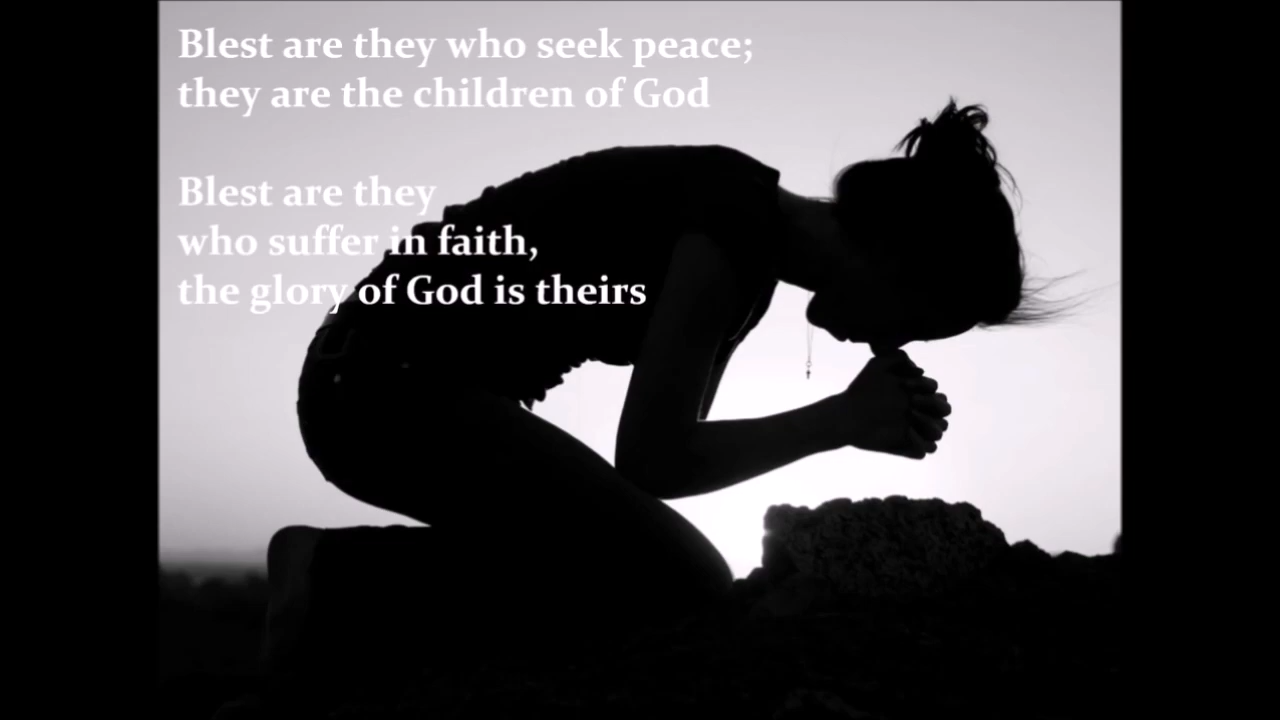 Blest are they who seek peace;
they are the children of God
Blest are they
who suffer in faith,
the glory of God is theirs